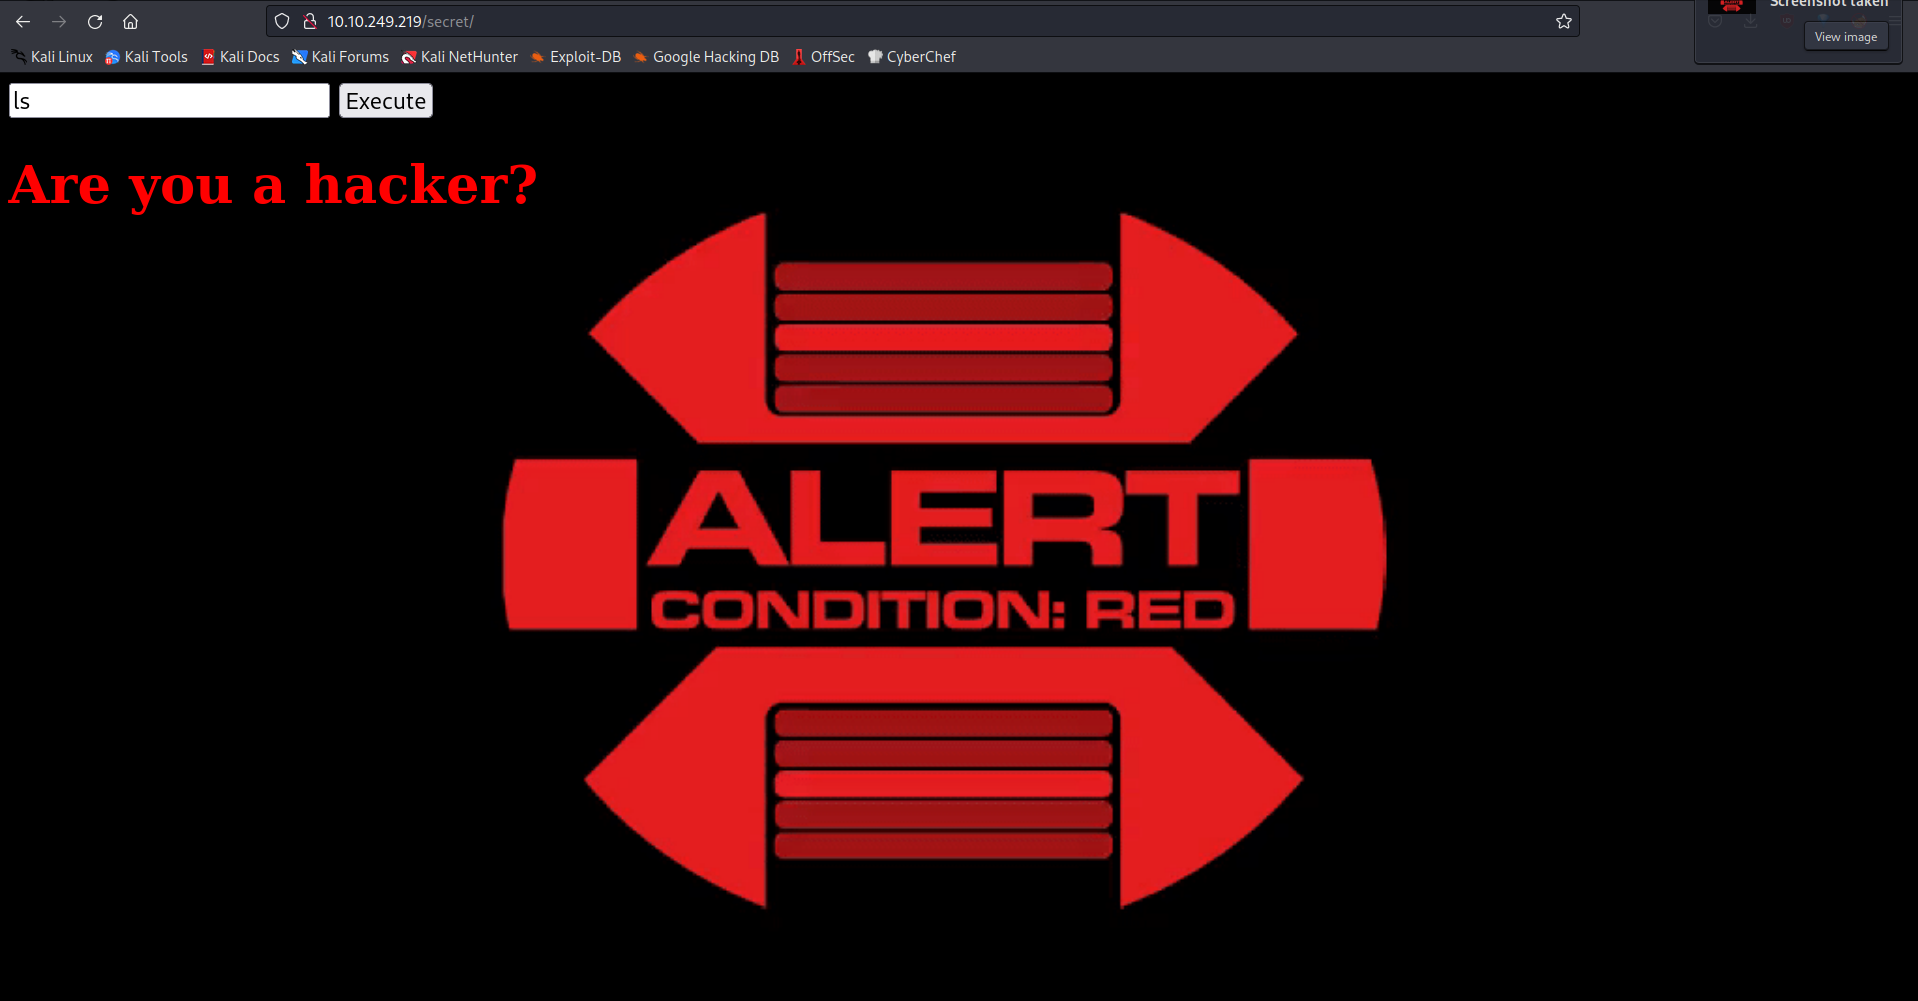 10.10.249.219/secret/
Screenshot taken
View image
Kali Linux Kali Tools Kali Docs Kali Forums Kali NetHunter Exploit-DB Google Hacking DB OffSec CyberChef
ls Execute
Are you a hacker?
ALERT
CONDITION: RED